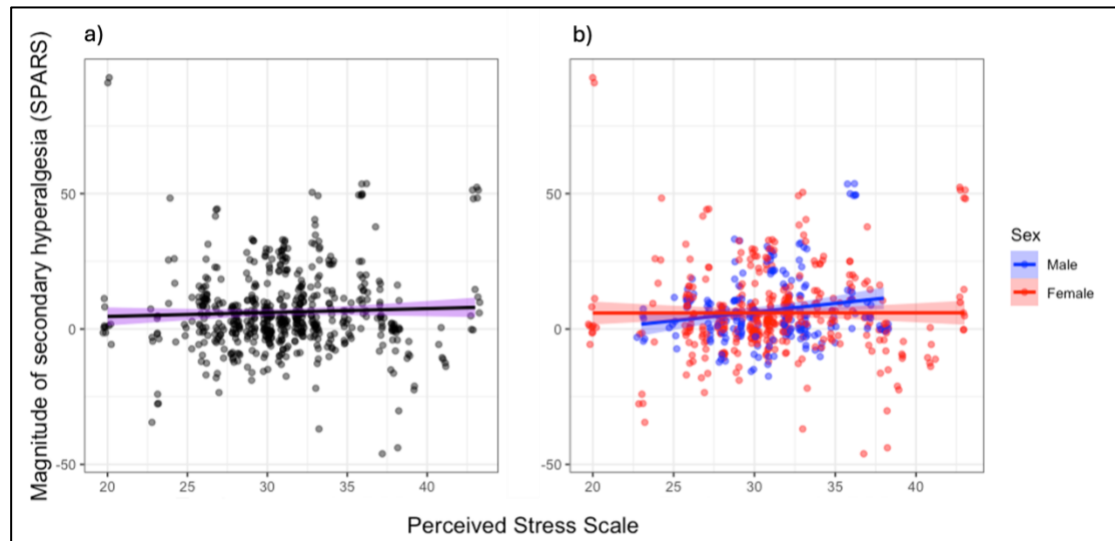 a)
b)
Magnitude of secondary hyperalgesia (SPARS)
50
0
-50
20 25 30 35 40
50
0
-50
20 25 30 35 40
Perceived Stress Scale
Sex
Male
Female